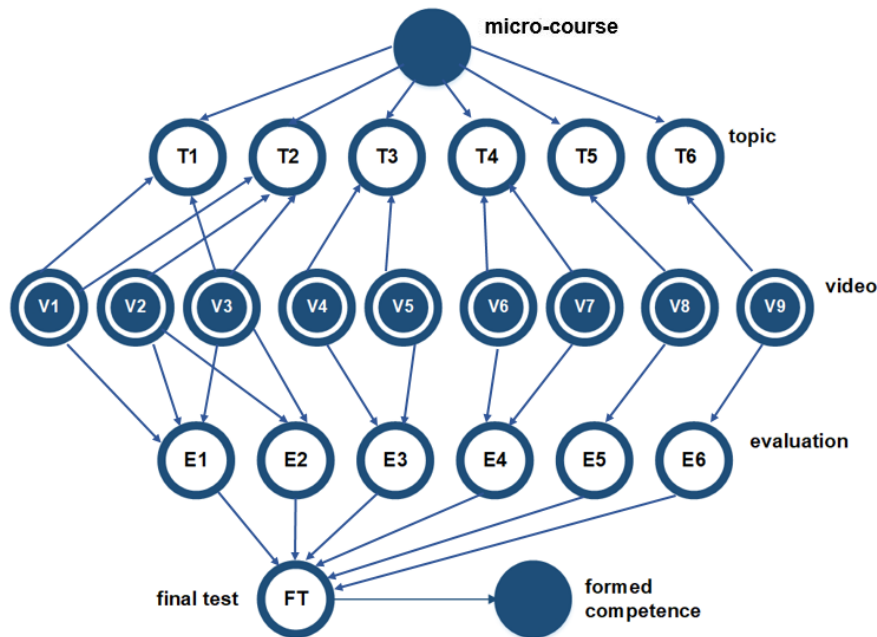 micro-course
T1 T2 T3 T4 T5 T6
topic
V1 V2 V3 V4 V5 V6 V7 V8 V9
video
E1 E2 E3 E4 E5 E6
evaluation
final test
FT
formed
competence